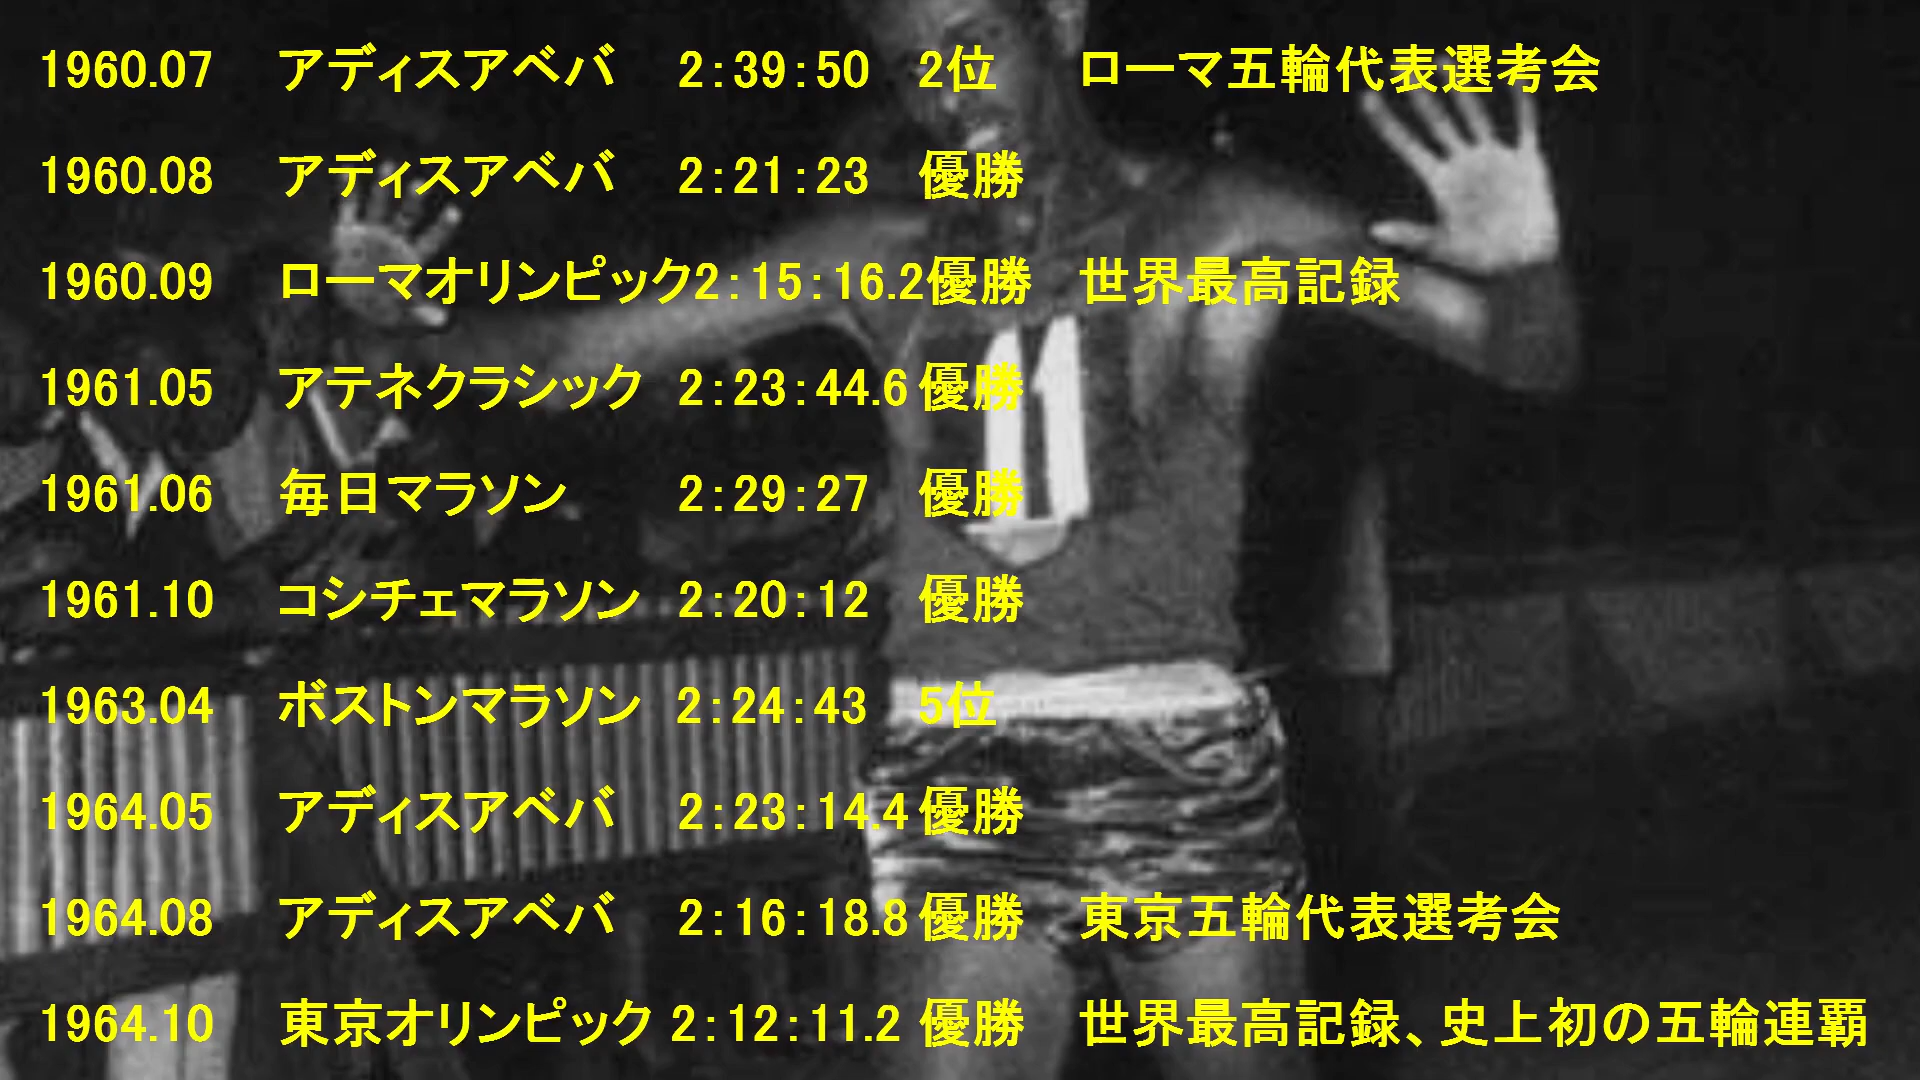 1960.07 アディスアベバ 2:39:50 2位 ローマ五輪代表選考会
1960.08 アディスアベバ 2:21:23 優勝
1960.09 ローマオリンピック2:15:16.2優勝 世界最高記録
1961.05 アテネクラシック 2:23:44.6 優勝
1961.06 毎日マラソン 2:29:27 優勝
1961.10 コシチェマラソン 2:20:12 優勝
1963.04 ボストンマラソン 2:24:43 5位
1964.05 アディスアベバ 2:23:14.4 優勝
1964.08 アディスアベバ 2:16:18.8 優勝 東京五輪代表選考会
1964.10 東京オリンピック 2:12:11.2 優勝 世界最高記録、史上初の五輪連覇
11